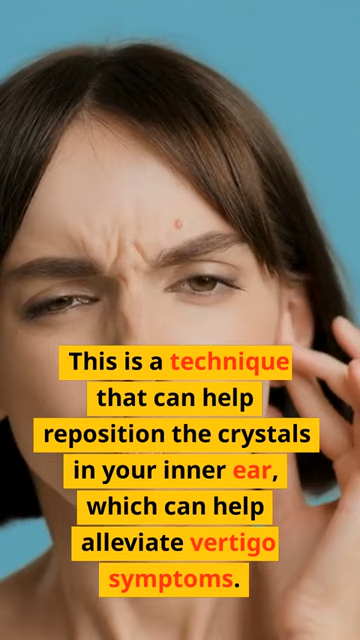 This is a technique
that can help
reposition the crystals
in your inner ear,
which can help
alleviate vertigo
symptoms.